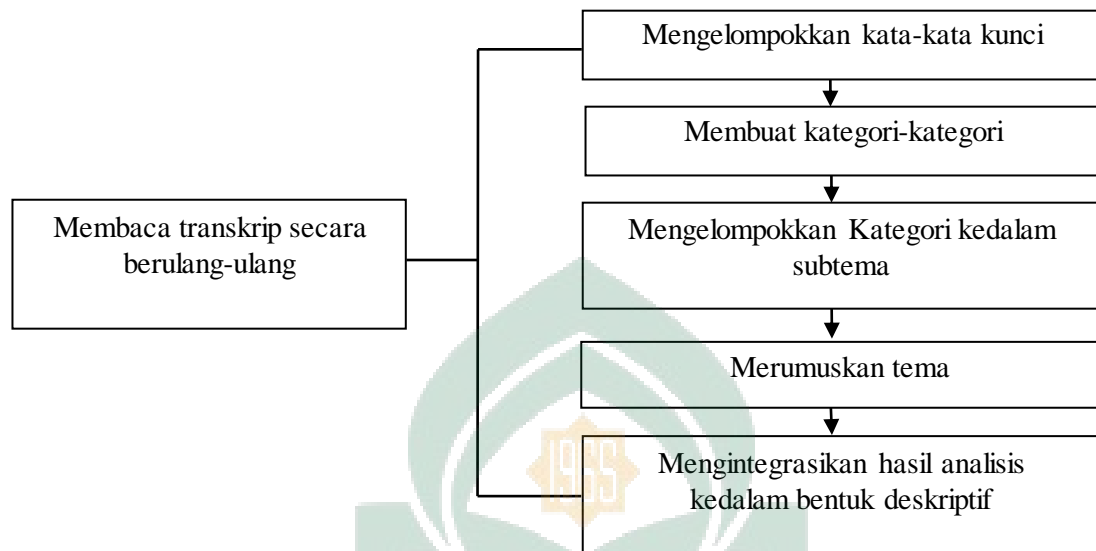 Membaca transkrip secara
berulang-ulang
Mengelompokkan kata-kata kunci
Membuat kategori-kategori
Mengelompokkan Kategori kedalam
subtema
Merumuskan tema
Mengintegrasikan hasil analisis
kedalam bentuk deskriptif
1965